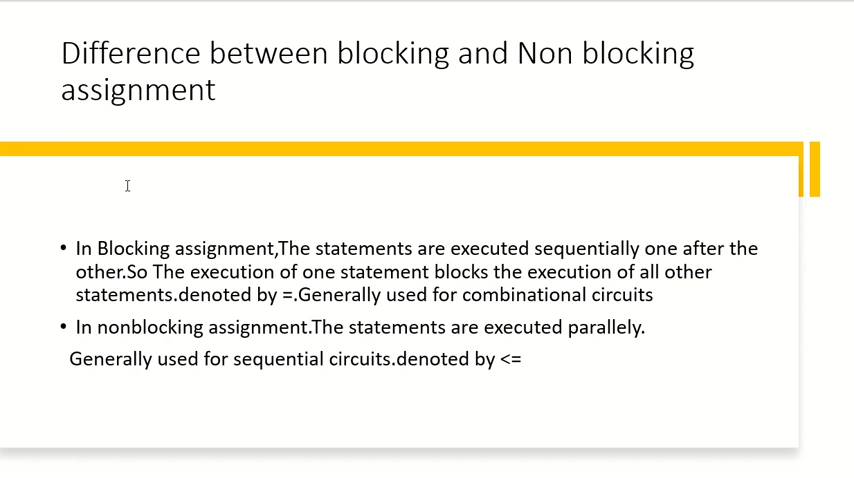 Difference between blocking and Non blocking
assignment
• In Blocking assignment,The statements are executed sequentially one after the
other.So The execution of one statement blocks the execution of all other
statements.denoted by =.Generally used for combinational circuits
• In nonblocking assignment.The statements are executed parallely.
Generally used for sequential circuits.denoted by <=